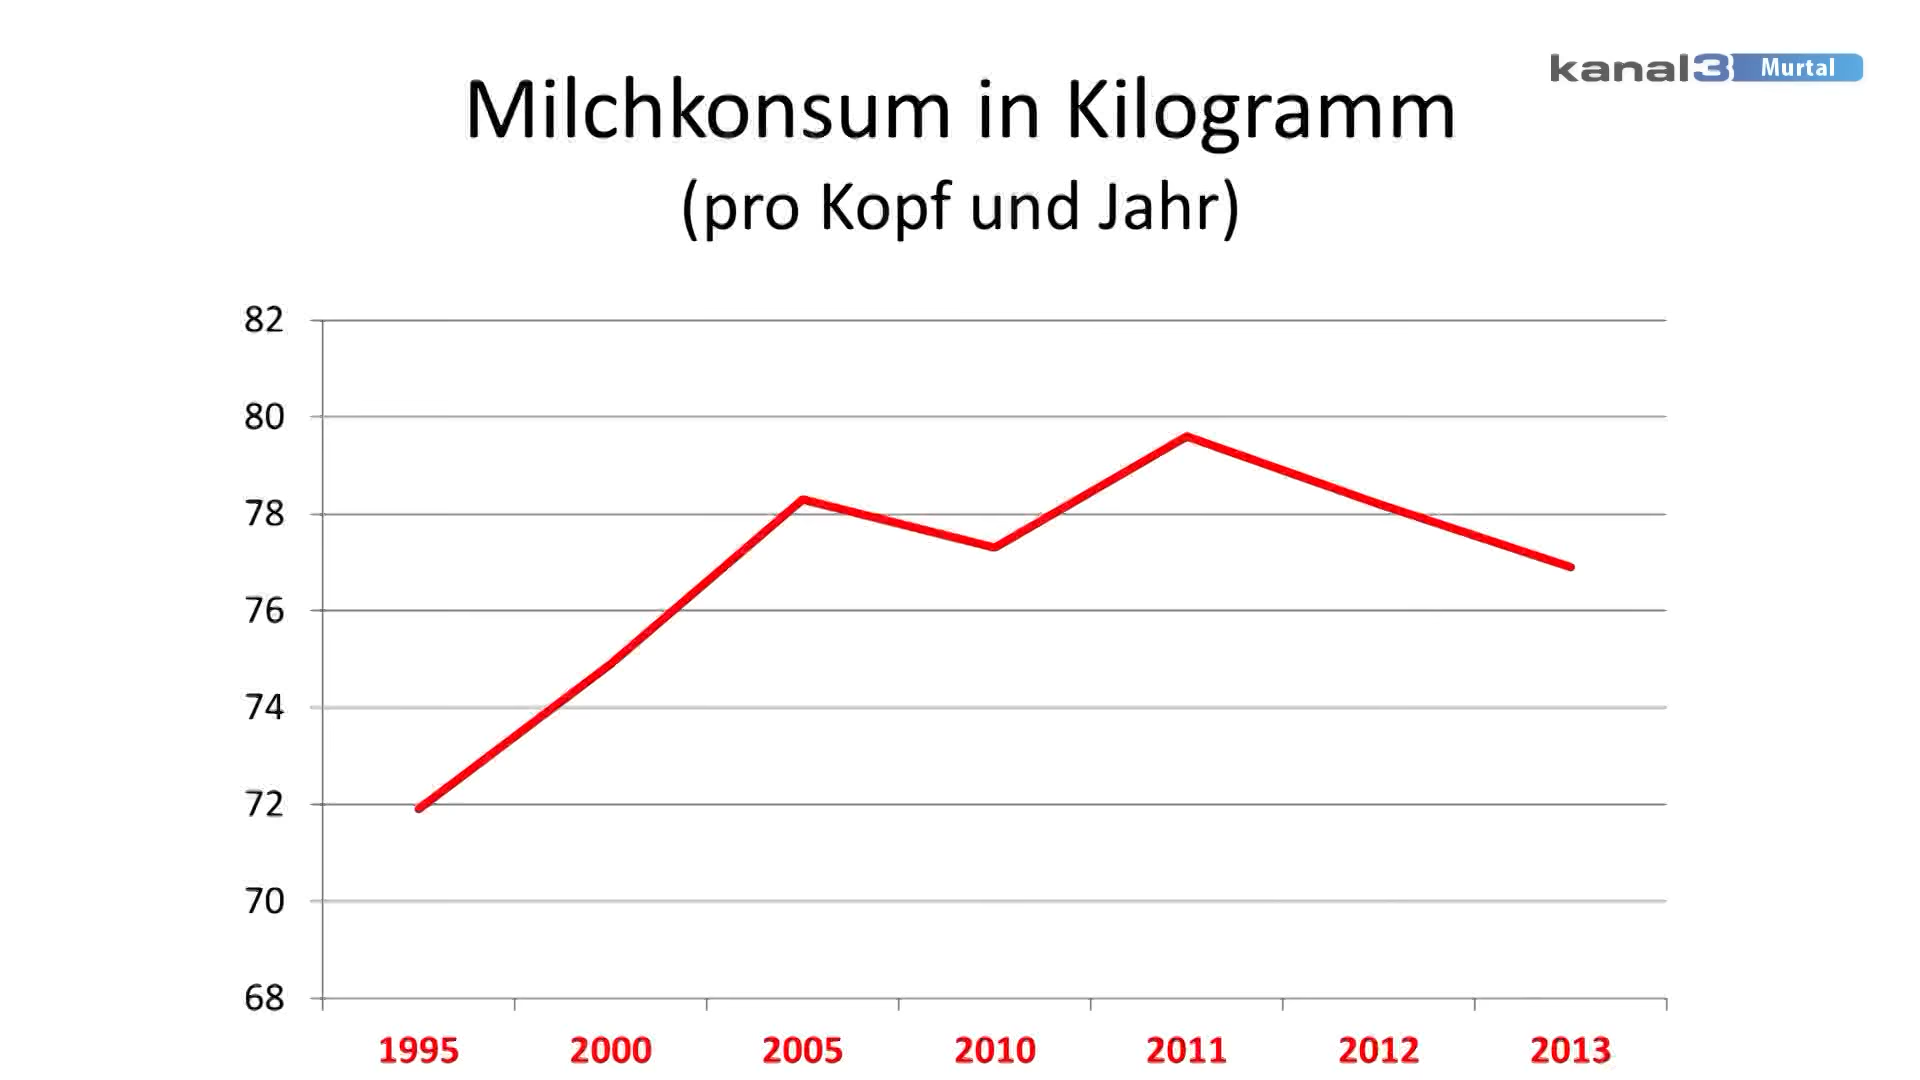 kanal3 Murtal
Milchkonsum in Kilogramm
(pro Kopf und Jahr)
82
80
78
76
74
72
70
68
1995 2000 2005 2010 2011 2012 2013